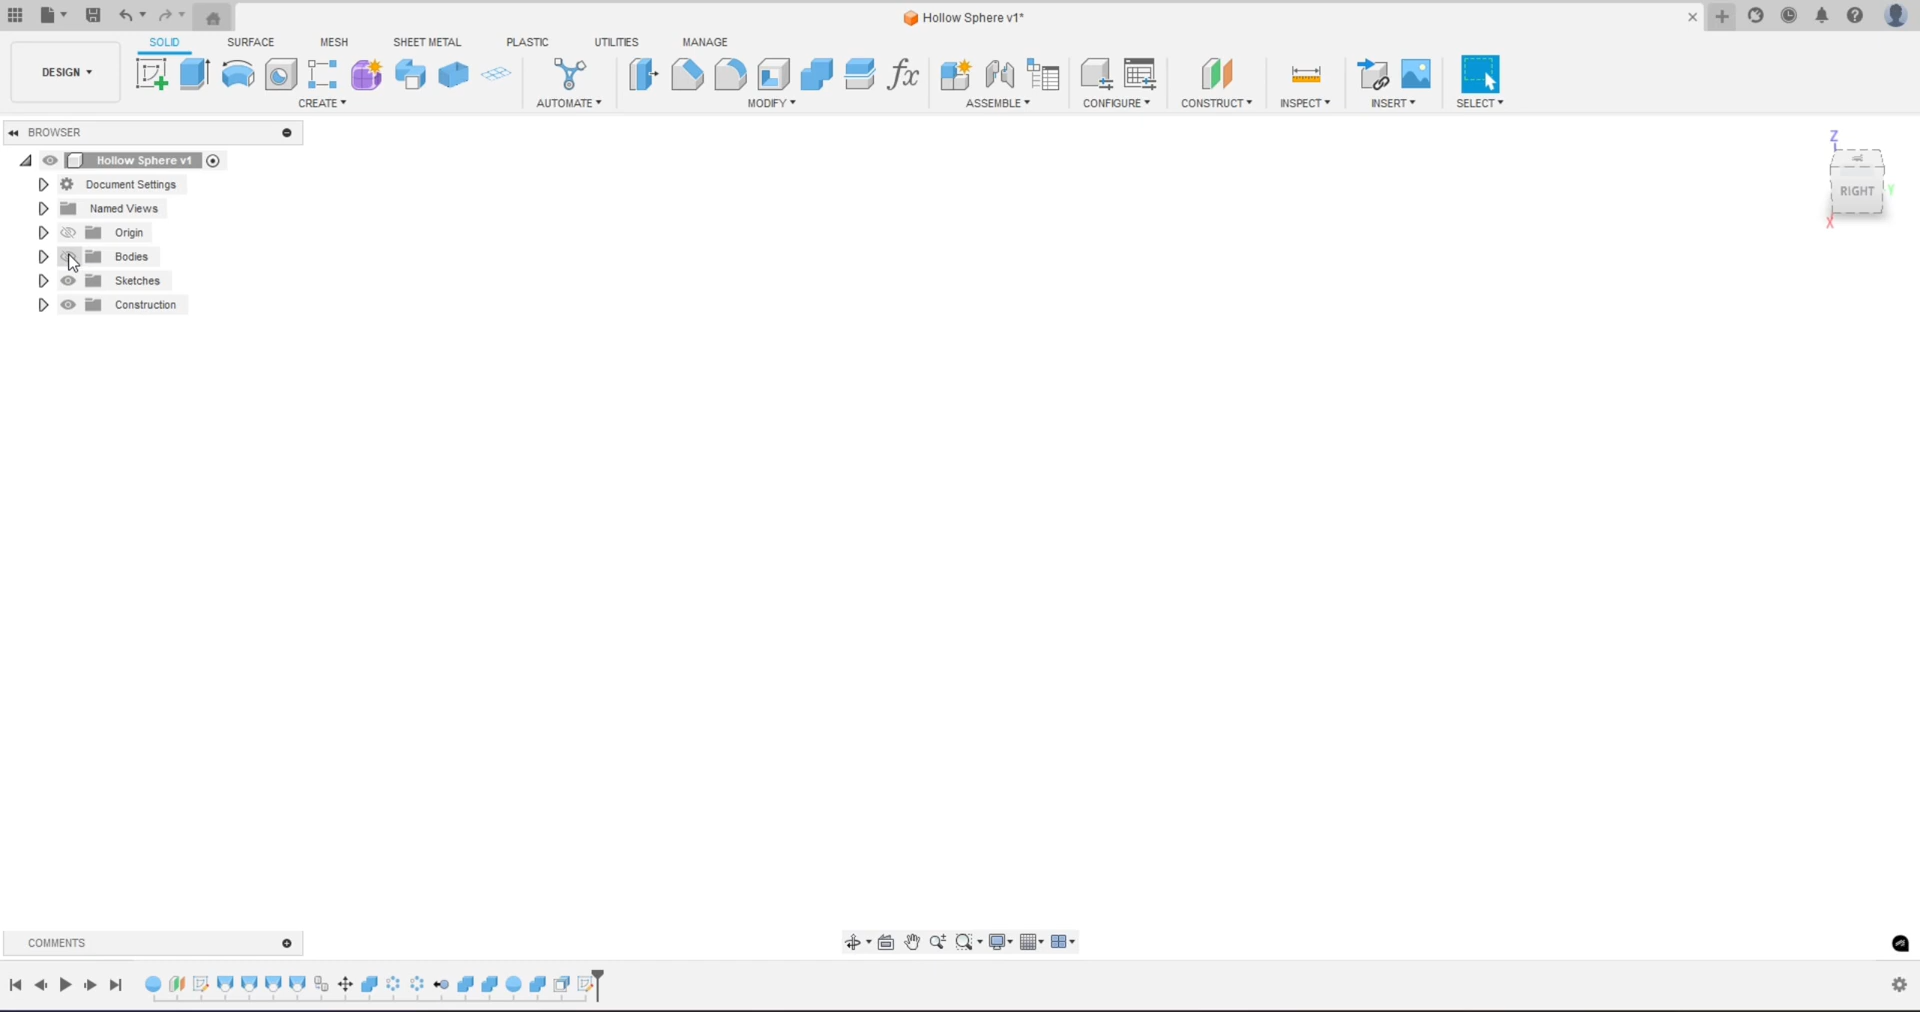 Hollow Sphere v1*
SOLID SURFACE MESH SHEET METAL PLASTIC UTILITIES MANAGE
DESIGN
fx
CREATE AUTOMATE MODIFY ASSEMBLE CONFIGURE CONSTRUCT INSPECT INSERT SELECT
BROWSER
Hollow Sphere v1
Document Settings
Named Views
Origin
Bodies
Sketches
Construction
Z
RIGHT
Y
X
COMMENTS